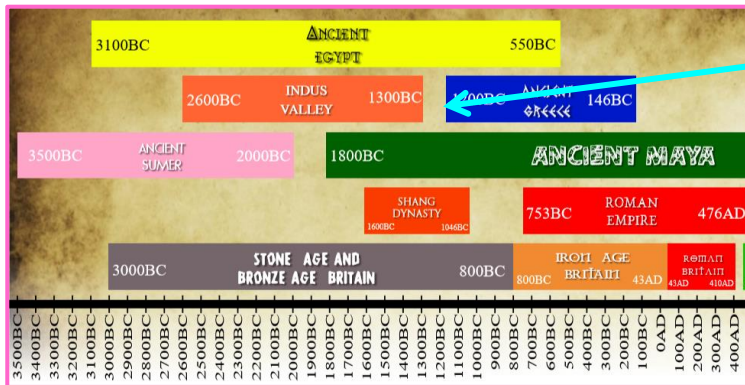 3100BC
ANCIENT
EGYPT
550BC
2600BC
INDUS
VALLEY
1300BC
ANCIENT
GREECE
146BC
3500BC
ANCIENT
SUMER
2000BC
1800BC
ANCIENT MAYA
SHANG
DYNASTY
1600BC
1046BC
753BC
ROMAN
EMPIRE
476AD
3000BC
STONE AGE AND
BRONZE AGE BRITAIN
800BC
IRON AGE
BRITAIN
800BC
43AD
ROMAN
BRITAIN
43AD
410AD
3500BC
3400BC
3300BC
3200BC
3100BC
3000BC
2900BC
2800BC
2700BC
2600BC
2500BC
2400BC
2300BC
2200BC
2100BC
2000BC
1900BC
1800BC
1700BC
1600BC
1500BC
1400BC
1300BC
1200BC
1100BC
1000BC
900BC
800BC
700BC
600BC
500BC
400BC
300BC
200BC
100BC
0AD
100AD
200AD
300AD
400AD